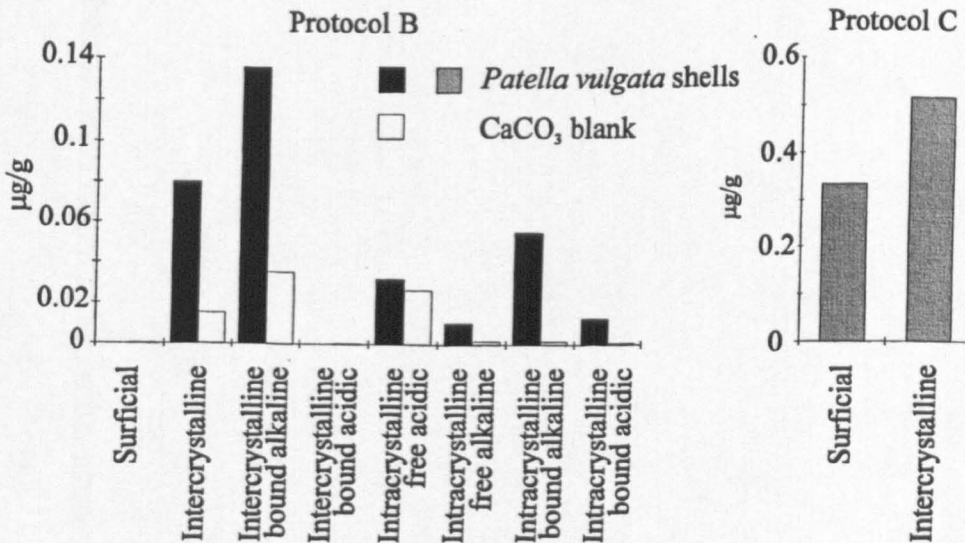 Protocol B
Protocol C
0.14
0.1
0.06
0.02
0
µg/g
Patella vulgata shells
CaCO₃ blank
Surficial
Intercrystalline
Intercrystalline
bound alkaline
Intercrystalline
bound acidic
Intracrystalline
free acidic
Intracrystalline
free alkaline
Intracrystalline
bound alkaline
Intracrystalline
bound acidic
0.6
0.4
0.2
0
µg/g
Surficial
Intercrystalline